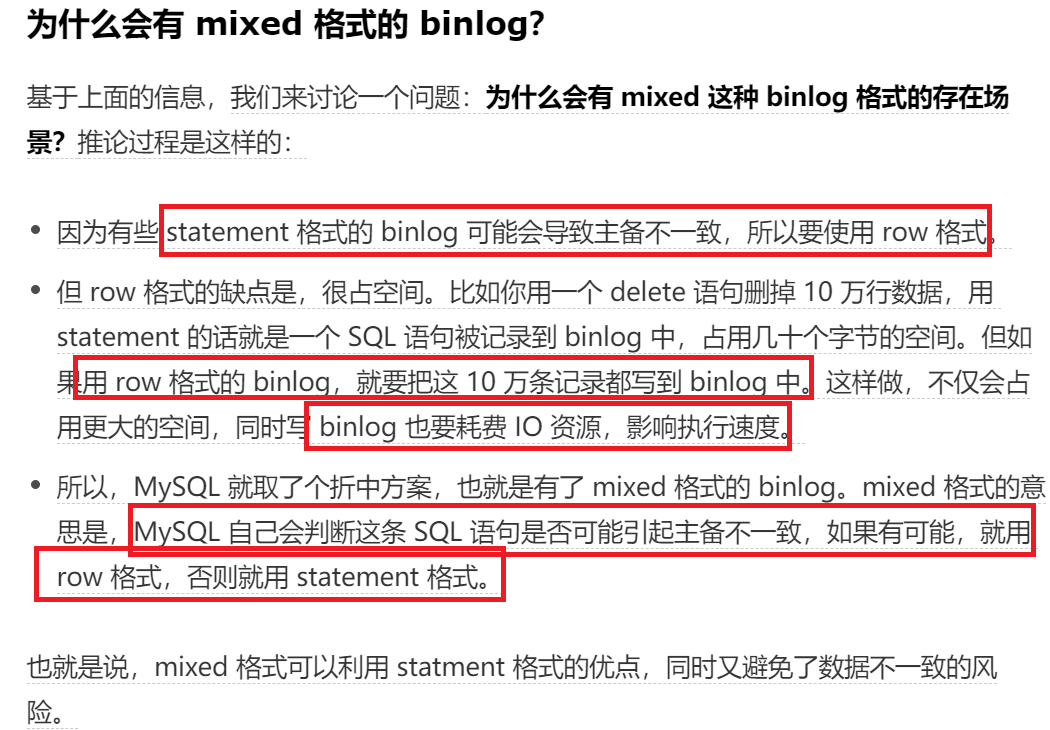 为什么会有 mixed 格式的 binlog？
基于上面的信息，我们来讨论一个问题：为什么会有 mixed 这种 binlog 格式的存在场
景？推论过程是这样的：
• 因为有些 statement 格式的 binlog 可能会导致主备不一致，所以要使用 row 格式。
• 但 row 格式的缺点是，很占空间。比如你用一个 delete 语句删掉 10 万行数据，用
statement 的话就是一个 SQL 语句被记录到 binlog 中，占用几十个字节的空间。但如
果用 row 格式的 binlog，就要把这 10 万条记录都写到 binlog 中。这样做，不仅会占
用更大的空间，同时写 binlog 也要耗费 IO 资源，影响执行速度。
• 所以，MySQL 就取了个折中方案，也就是有了 mixed 格式的 binlog。mixed 格式的意
思是，MySQL 自己会判断这条 SQL 语句是否可能引起主备不一致，如果有可能，就用
row 格式，否则就用 statement 格式。
也就是说，mixed 格式可以利用 statment 格式的优点，同时又避免了数据不一致的风
险。